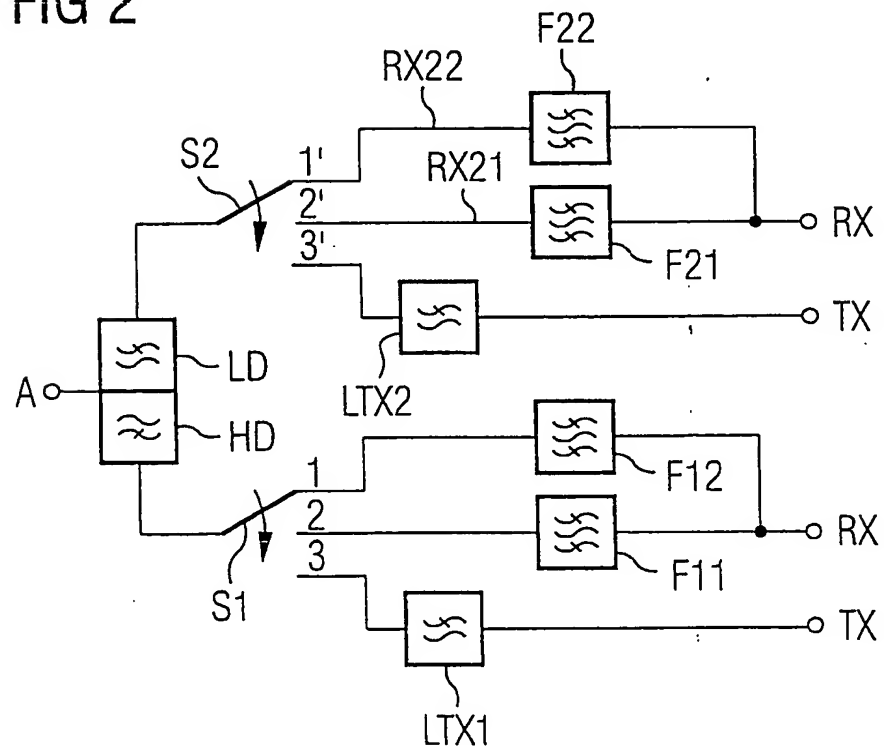 FIG 2
F22
RX22
S2
1'
RX21
2'
RX
3'
F21
TX
LD
A
LTX2
HD
1
F12
2
RX
3
F11
S1
TX
LTX1